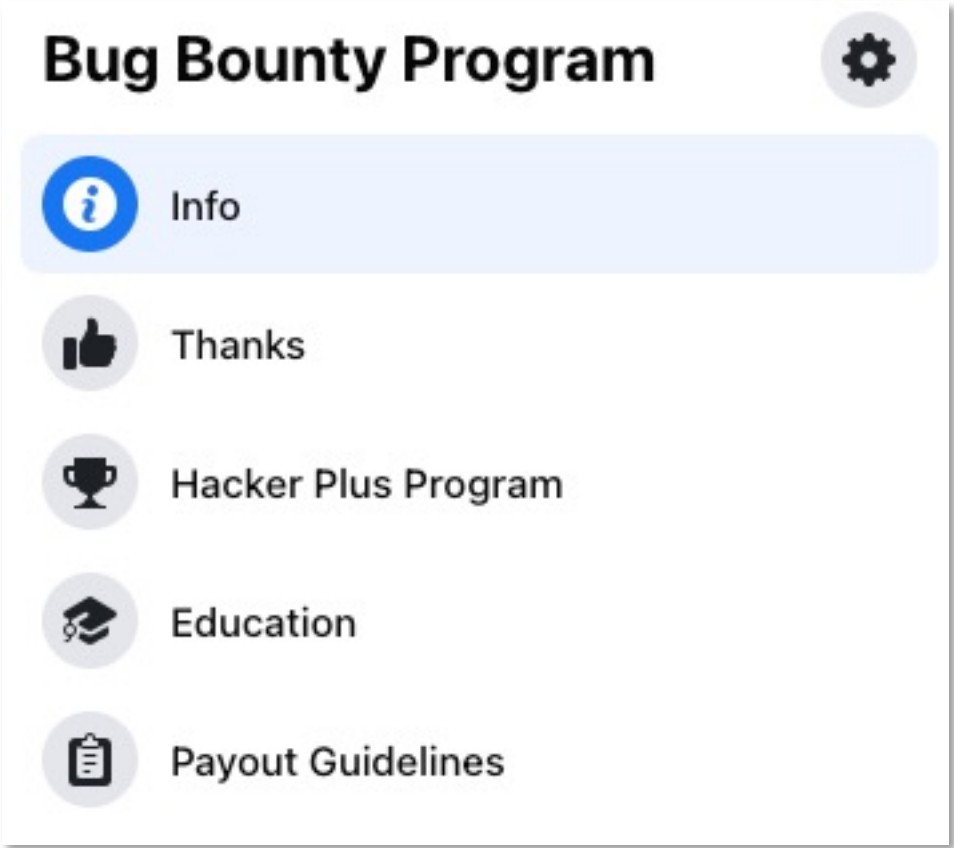 Bug Bounty Program
Info
Thanks
Hacker Plus Program
Education
Payout Guidelines